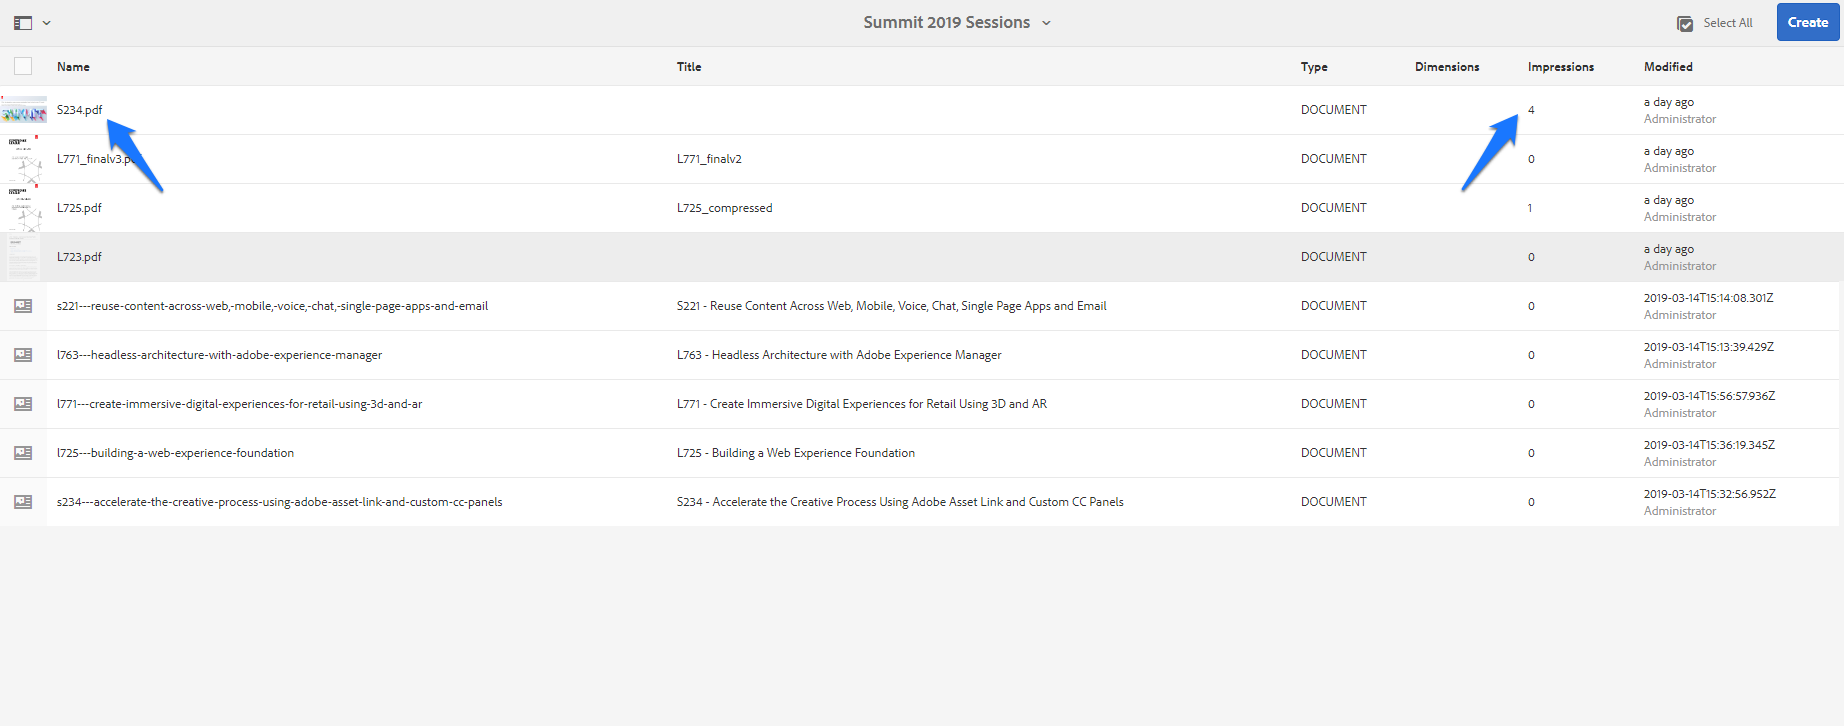 Summit 2019 Sessions
Select All
Create
Name Title Type Dimensions Impressions Modified
S234.pdf DOCUMENT 4 a day ago
Administrator
L771_finalv3.pdf L771_finalv2 DOCUMENT 0 a day ago
Administrator
L725.pdf L725_compressed DOCUMENT 1 a day ago
Administrator
L723.pdf DOCUMENT 0 a day ago
Administrator
s221---reuse-content-across-web,-mobile,-voice,-chat,-single-page-apps-and-email S221 - Reuse Content Across Web, Mobile, Voice, Chat, Single Page Apps and Email DOCUMENT 0 2019-03-14T15:14:08.301Z
Administrator
l763---headless-architecture-with-adobe-experience-manager L763 - Headless Architecture with Adobe Experience Manager DOCUMENT 0 2019-03-14T15:13:39.429Z
Administrator
l771---create-immersive-digital-experiences-for-retail-using-3d-and-ar L771 - Create Immersive Digital Experiences for Retail Using 3D and AR DOCUMENT 0 2019-03-14T15:56:57.936Z
Administrator
l725---building-a-web-experience-foundation L725 - Building a Web Experience Foundation DOCUMENT 0 2019-03-14T15:36:19.345Z
Administrator
s234---accelerate-the-creative-process-using-adobe-asset-link-and-custom-cc-panels S234 - Accelerate the Creative Process Using Adobe Asset Link and Custom CC Panels DOCUMENT 0 2019-03-14T15:32:56.952Z
Administrator